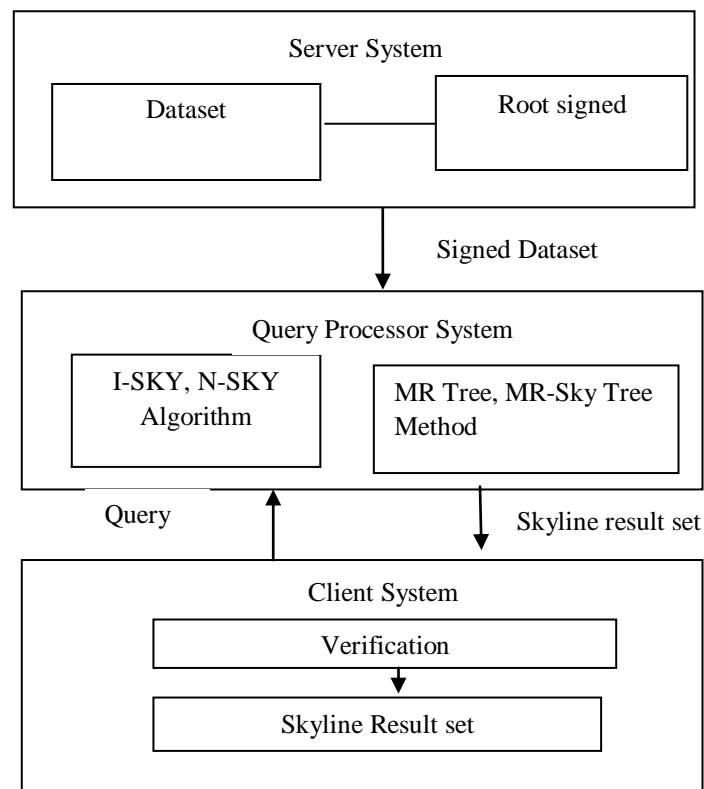 Server System
Dataset
Root signed
Signed Dataset
Query Processor System
I-SKY, N-SKY
Algorithm
MR Tree, MR-Sky Tree
Method
Query
Skyline result set
Client System
Verification
Skyline Result set